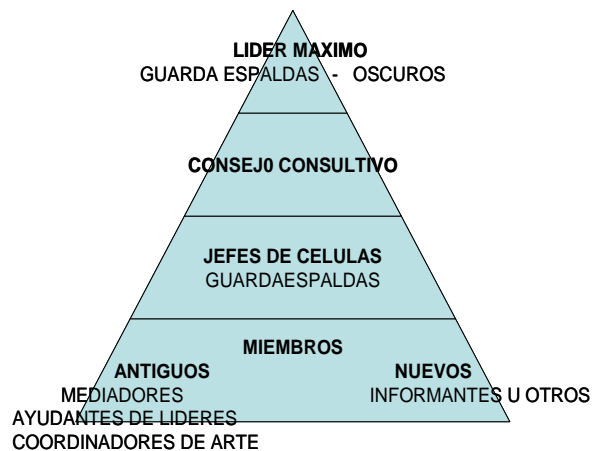 LIDER MAXIMO
GUARDA ESPALDAS - OSCUROS
CONSEJ0 CONSULTIVO
JEFES DE CELULAS
GUARDAESPALDAS
MIEMBROS
ANTIGUOS
MEDIADORES
AYUDANTES DE LIDERES
COORDINADORES DE ARTE
NUEVOS
INFORMANTES U OTROS